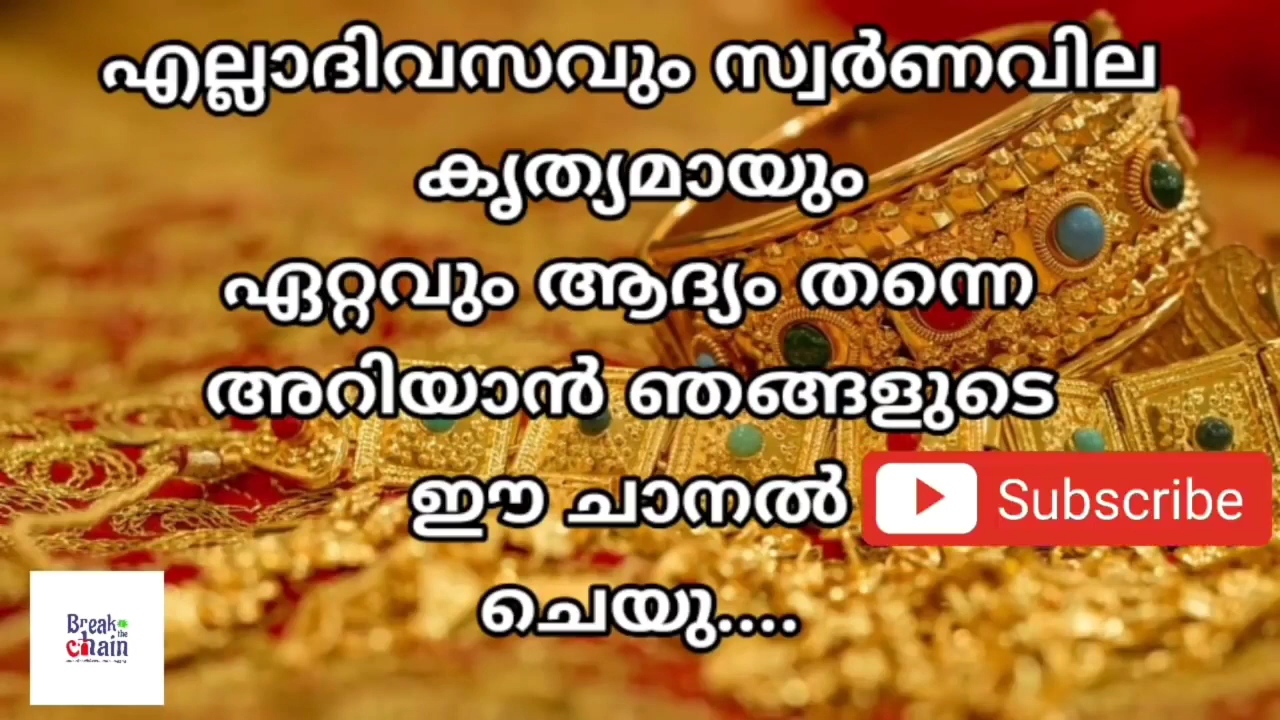 എല്ലാദിവസവും സ്വർണവില
കൃത്യമായും
ഏറ്റവും ആദ്യം തന്നെ
അറിയാൻ ഞങ്ങളുടെ
ഈ ചാനൽ Subscribe
ചെയു....
Break the
chain